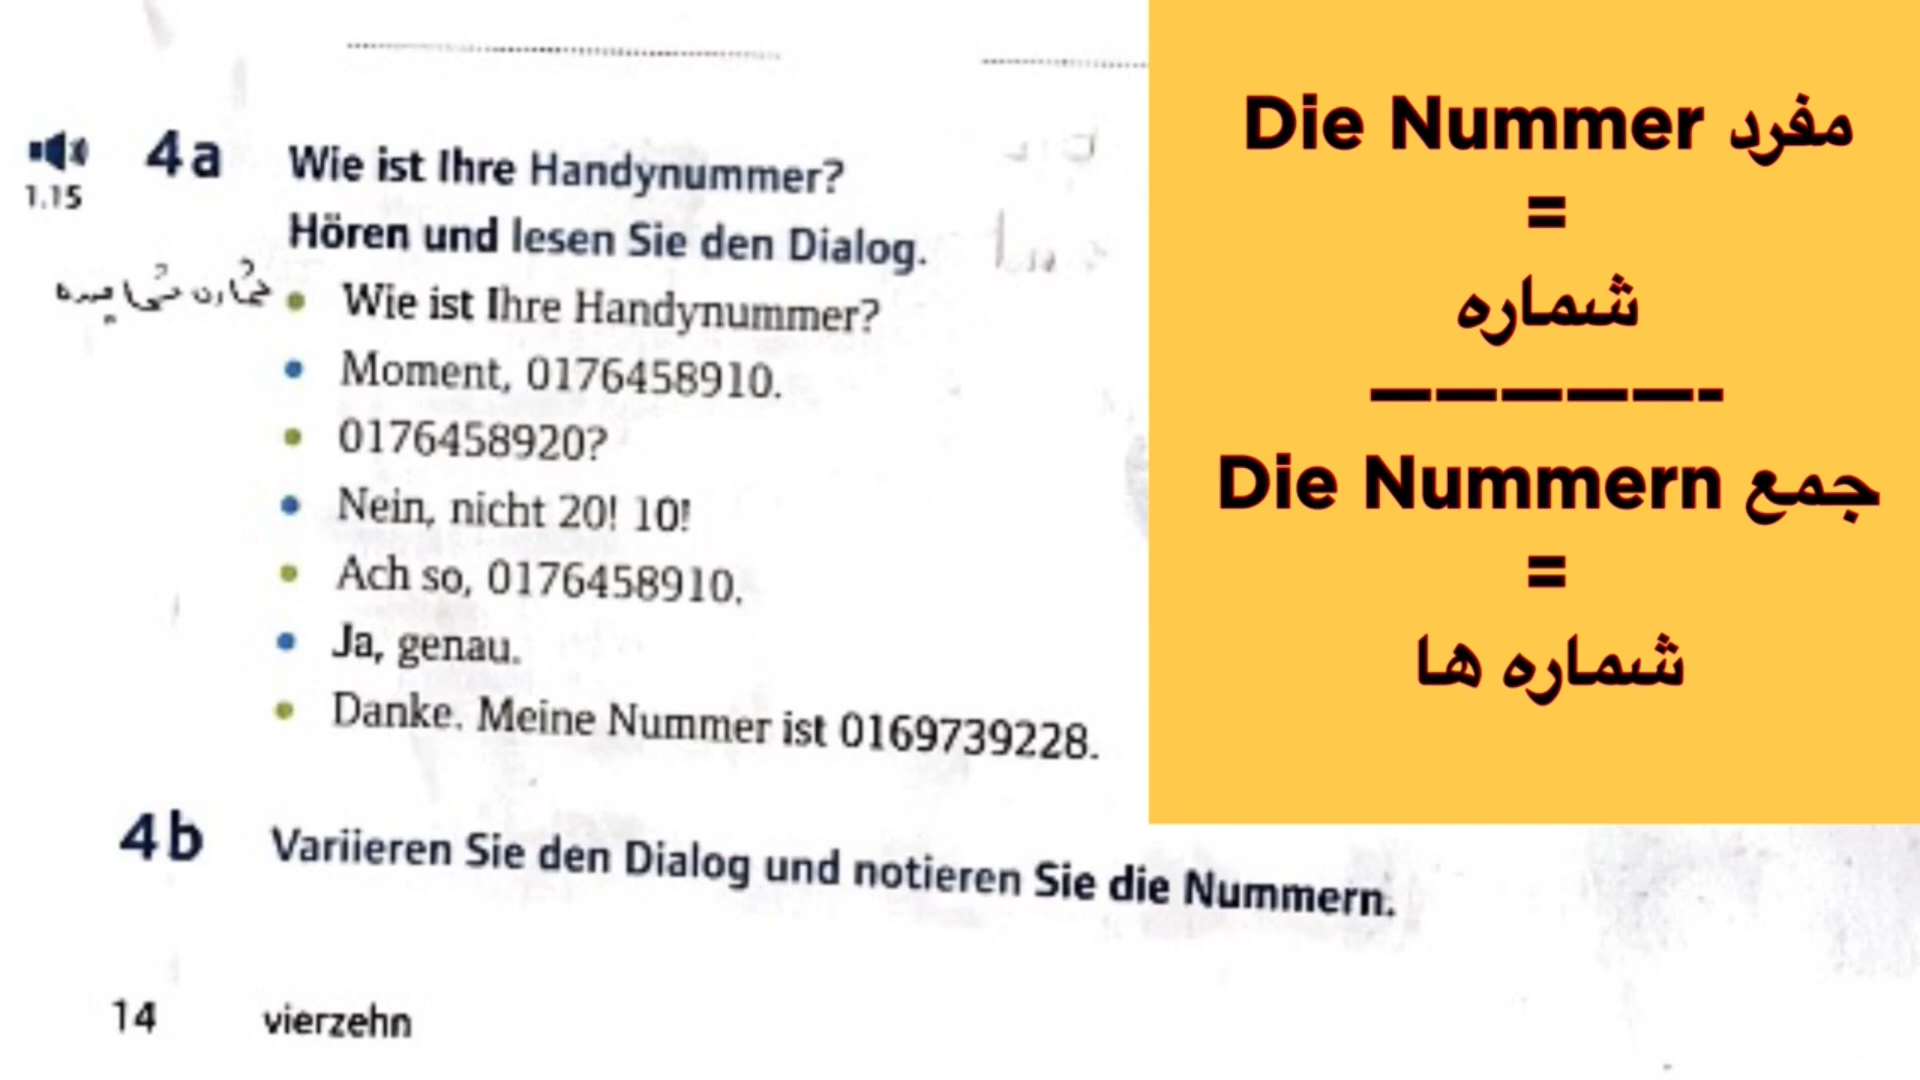 4a Wie ist Ihre Handynummer?
Hören und lesen Sie den Dialog.
1.15
• Wie ist Ihre Handynummer?
• Moment, 0176458910.
• 0176458920?
• Nein, nicht 20! 10!
• Ach so, 0176458910.
• Ja, genau.
• Danke. Meine Nummer ist 0169739228.
4b Variieren Sie den Dialog und notieren Sie die Nummern.
14 vierzehn
Die Nummer مفرد
=
شماره
—————-
Die Nummern جمع
=
شماره ها